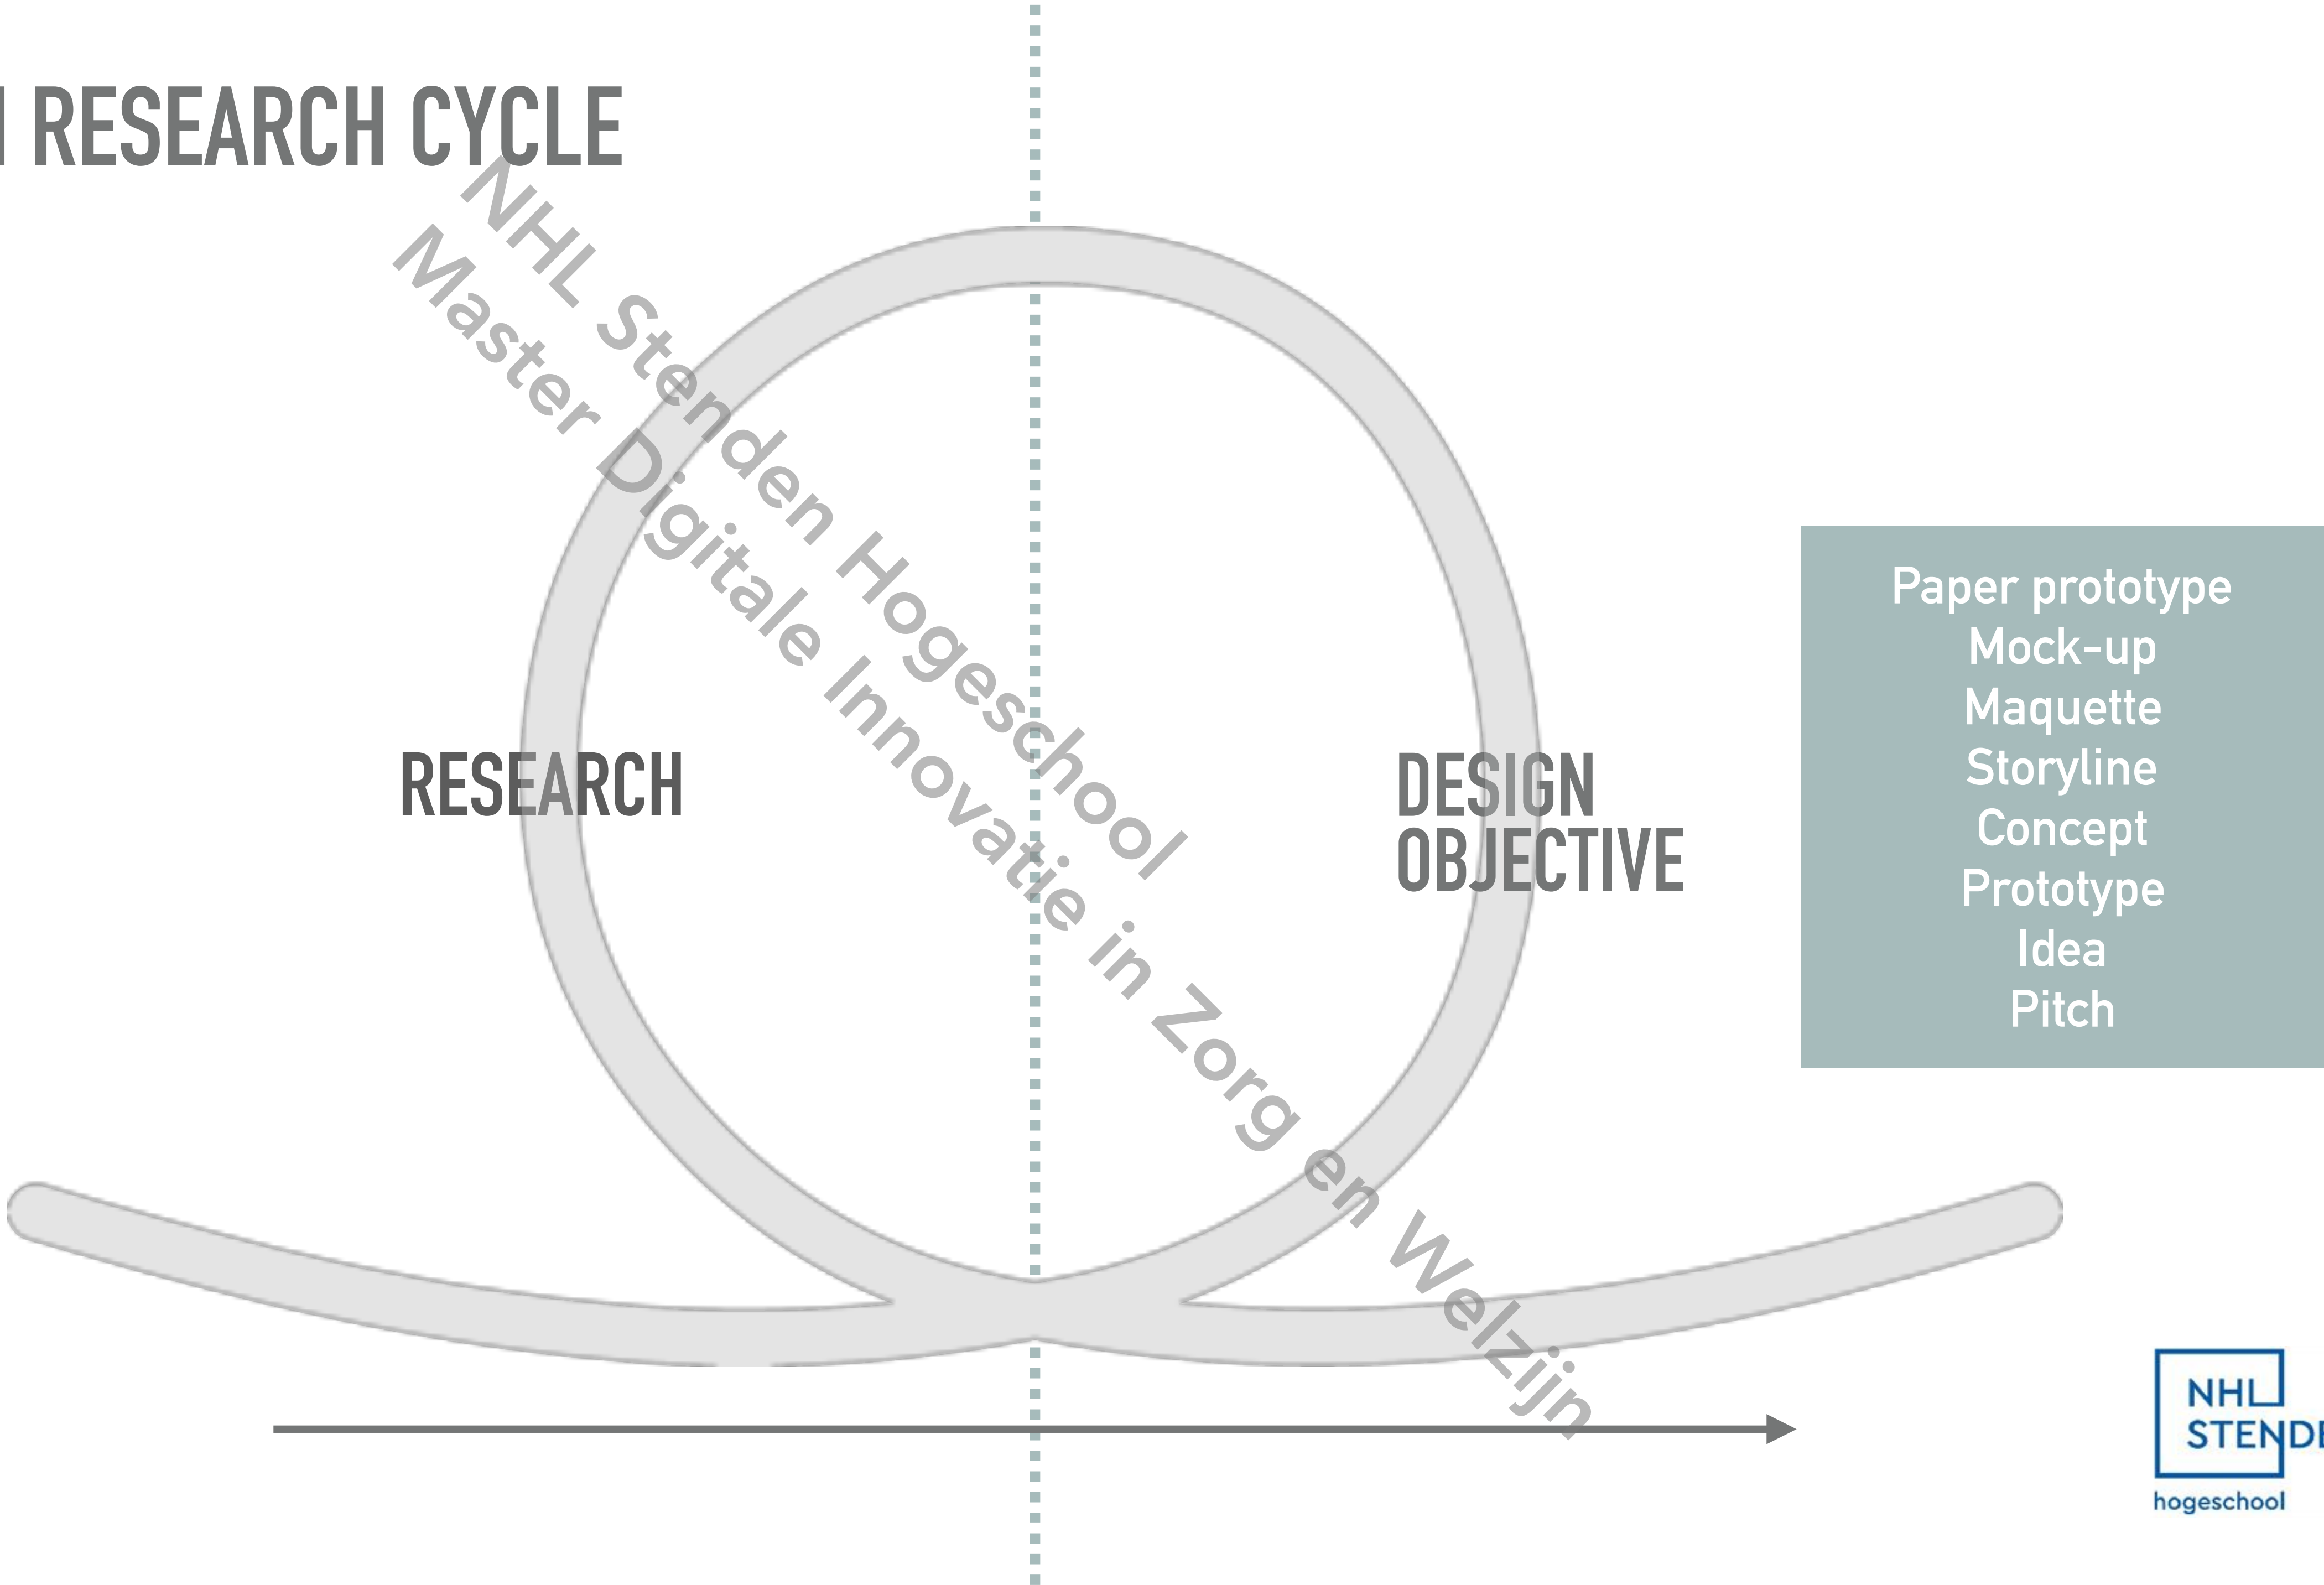 RESEARCH CYCLE
NHL Stenden Hogeschool
Master Digitale Innovatie in Zorg en Welzijn
RESEARCH
DESIGN
OBJECTIVE
Paper prototype
Mock-up
Maquette
Storyline
Concept
Prototype
Idea
Pitch
NHL
STENDE
hogeschool